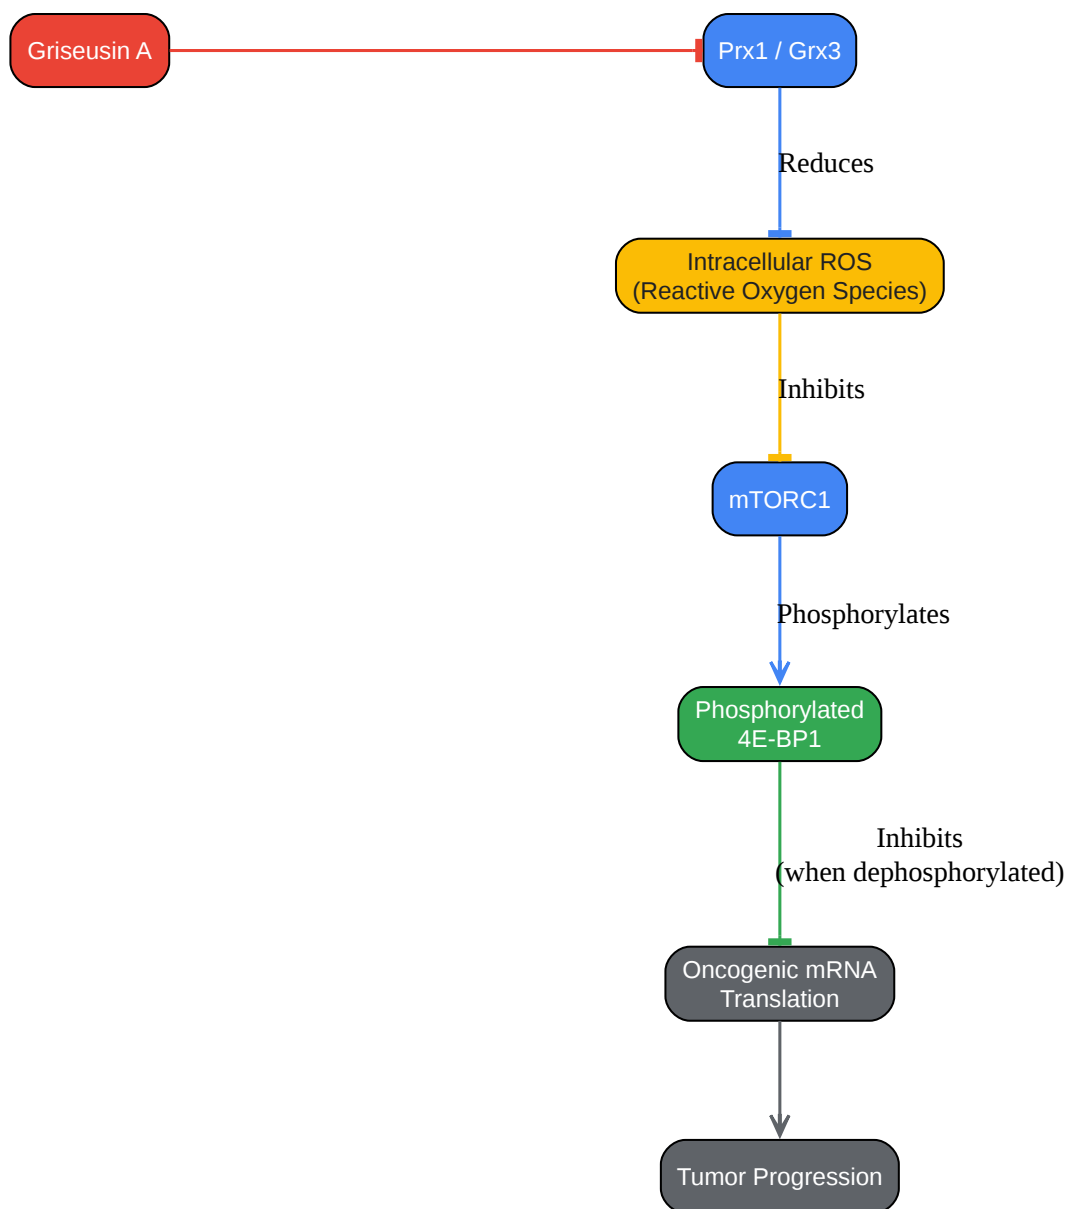 Griseusin A
Prx1 / Grx3
Reduces
Intracellular ROS
(Reactive Oxygen Species)
Inhibits
mTORC1
Phosphorylates
Phosphorylated
4E-BP1
Inhibits
(when dephosphorylated)
Oncogenic mRNA
Translation
Tumor Progression